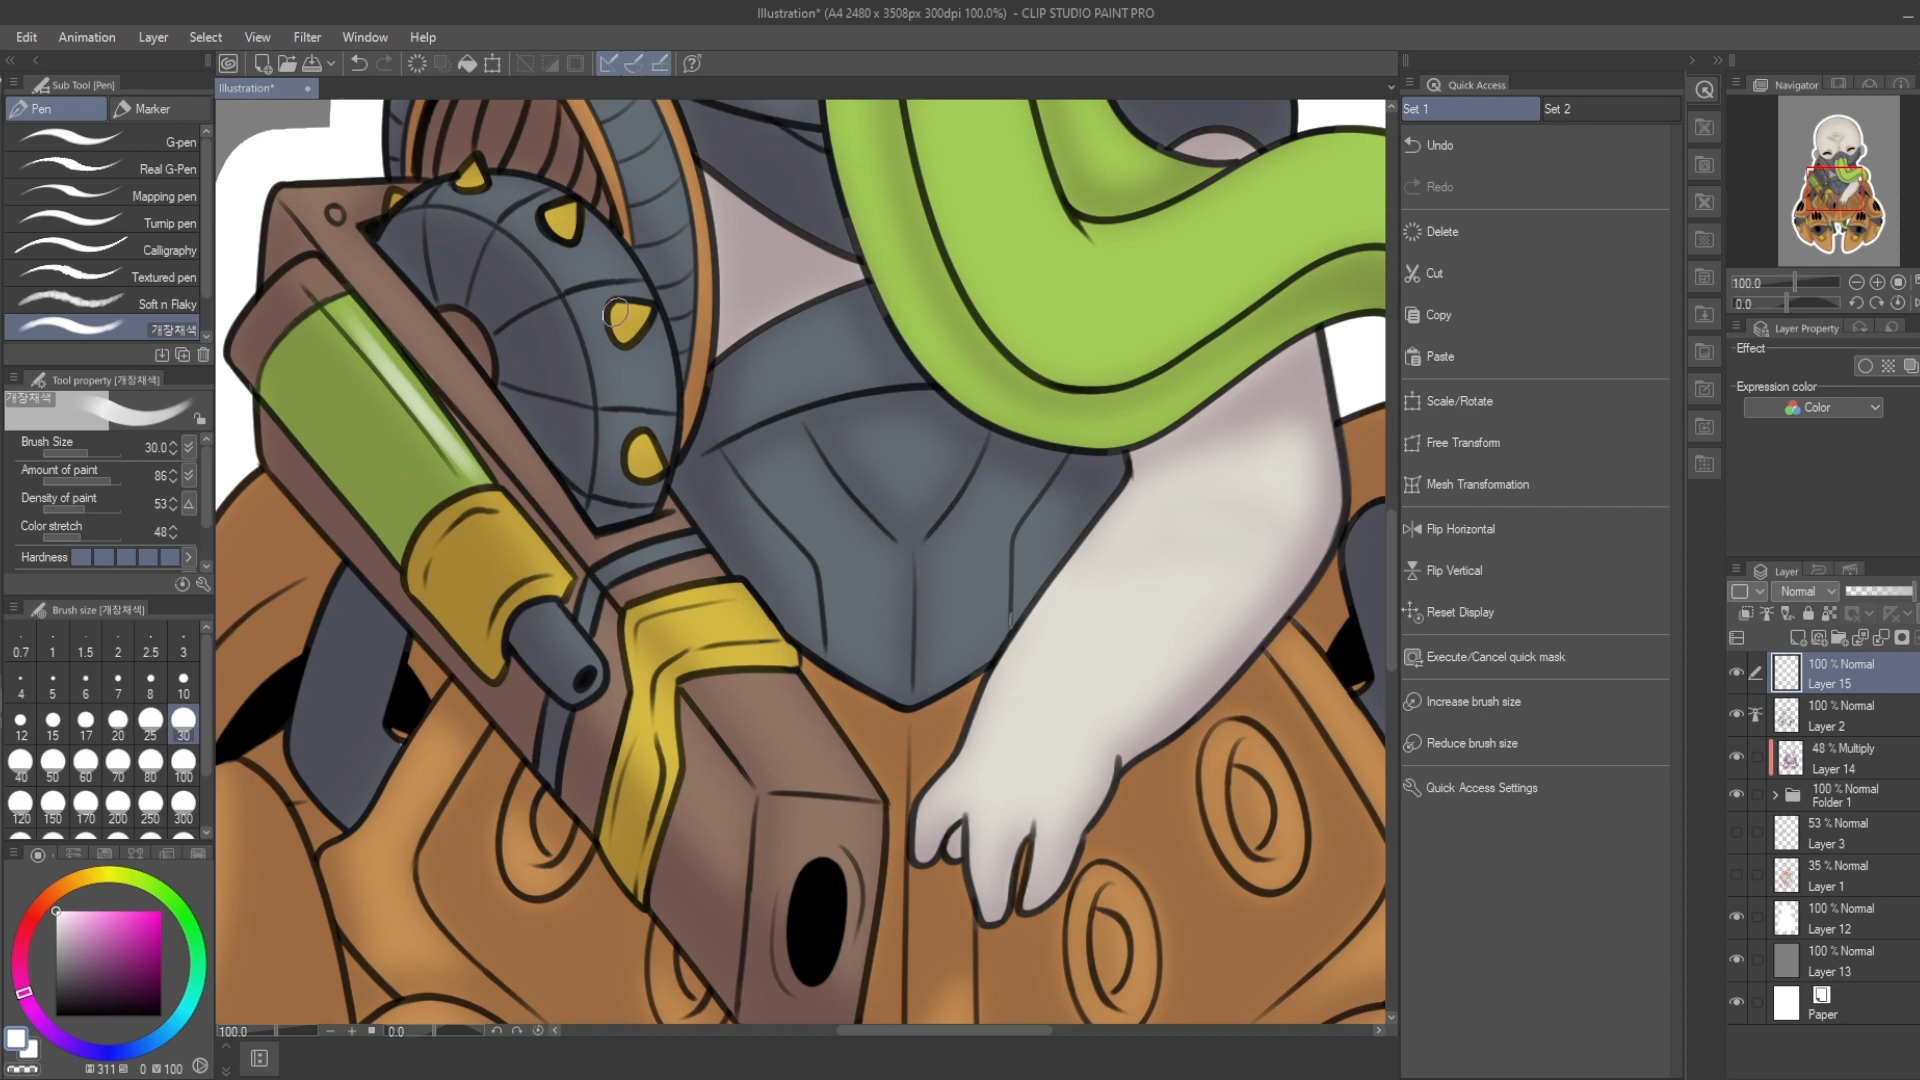 Illustration* (A4 2480 x 3508px 300dpi 100.0%) - CLIP STUDIO PAINT PRO
Edit Animation Layer Select View Filter Window Help
Sub Tool [Pen]
Pen Marker
G-pen
Real G-Pen
Mapping pen
Turnip pen
Calligraphy
Textured pen
Soft n Flaky
개장채색
Tool property [개장채색]
개장채색
Brush Size 30.0
Amount of paint 86
Density of paint 53
Color stretch 48
Hardness
Brush size [개장채색]
0.7 1 1.5 2 2.5 3
4 5 6 7 8 10
12 15 17 20 25 30
40 50 60 70 80 100
120 150 170 200 250 300
311 0 100
Illustration*
100.0 0.0
Quick Access
Set 1 Set 2
Undo
Redo
Delete
Cut
Copy
Paste
Scale/Rotate
Free Transform
Mesh Transformation
Flip Horizontal
Flip Vertical
Reset Display
Execute/Cancel quick mask
Increase brush size
Reduce brush size
Quick Access Settings
Navigator
100.0
0.0
Layer Property
Effect
Expression color
Color
Layer
Normal
100 % Normal
Layer 15
100 % Normal
Layer 2
48 % Multiply
Layer 14
100 % Normal
Folder 1
53 % Normal
Layer 3
35 % Normal
Layer 1
100 % Normal
Layer 12
100 % Normal
Layer 13
Paper